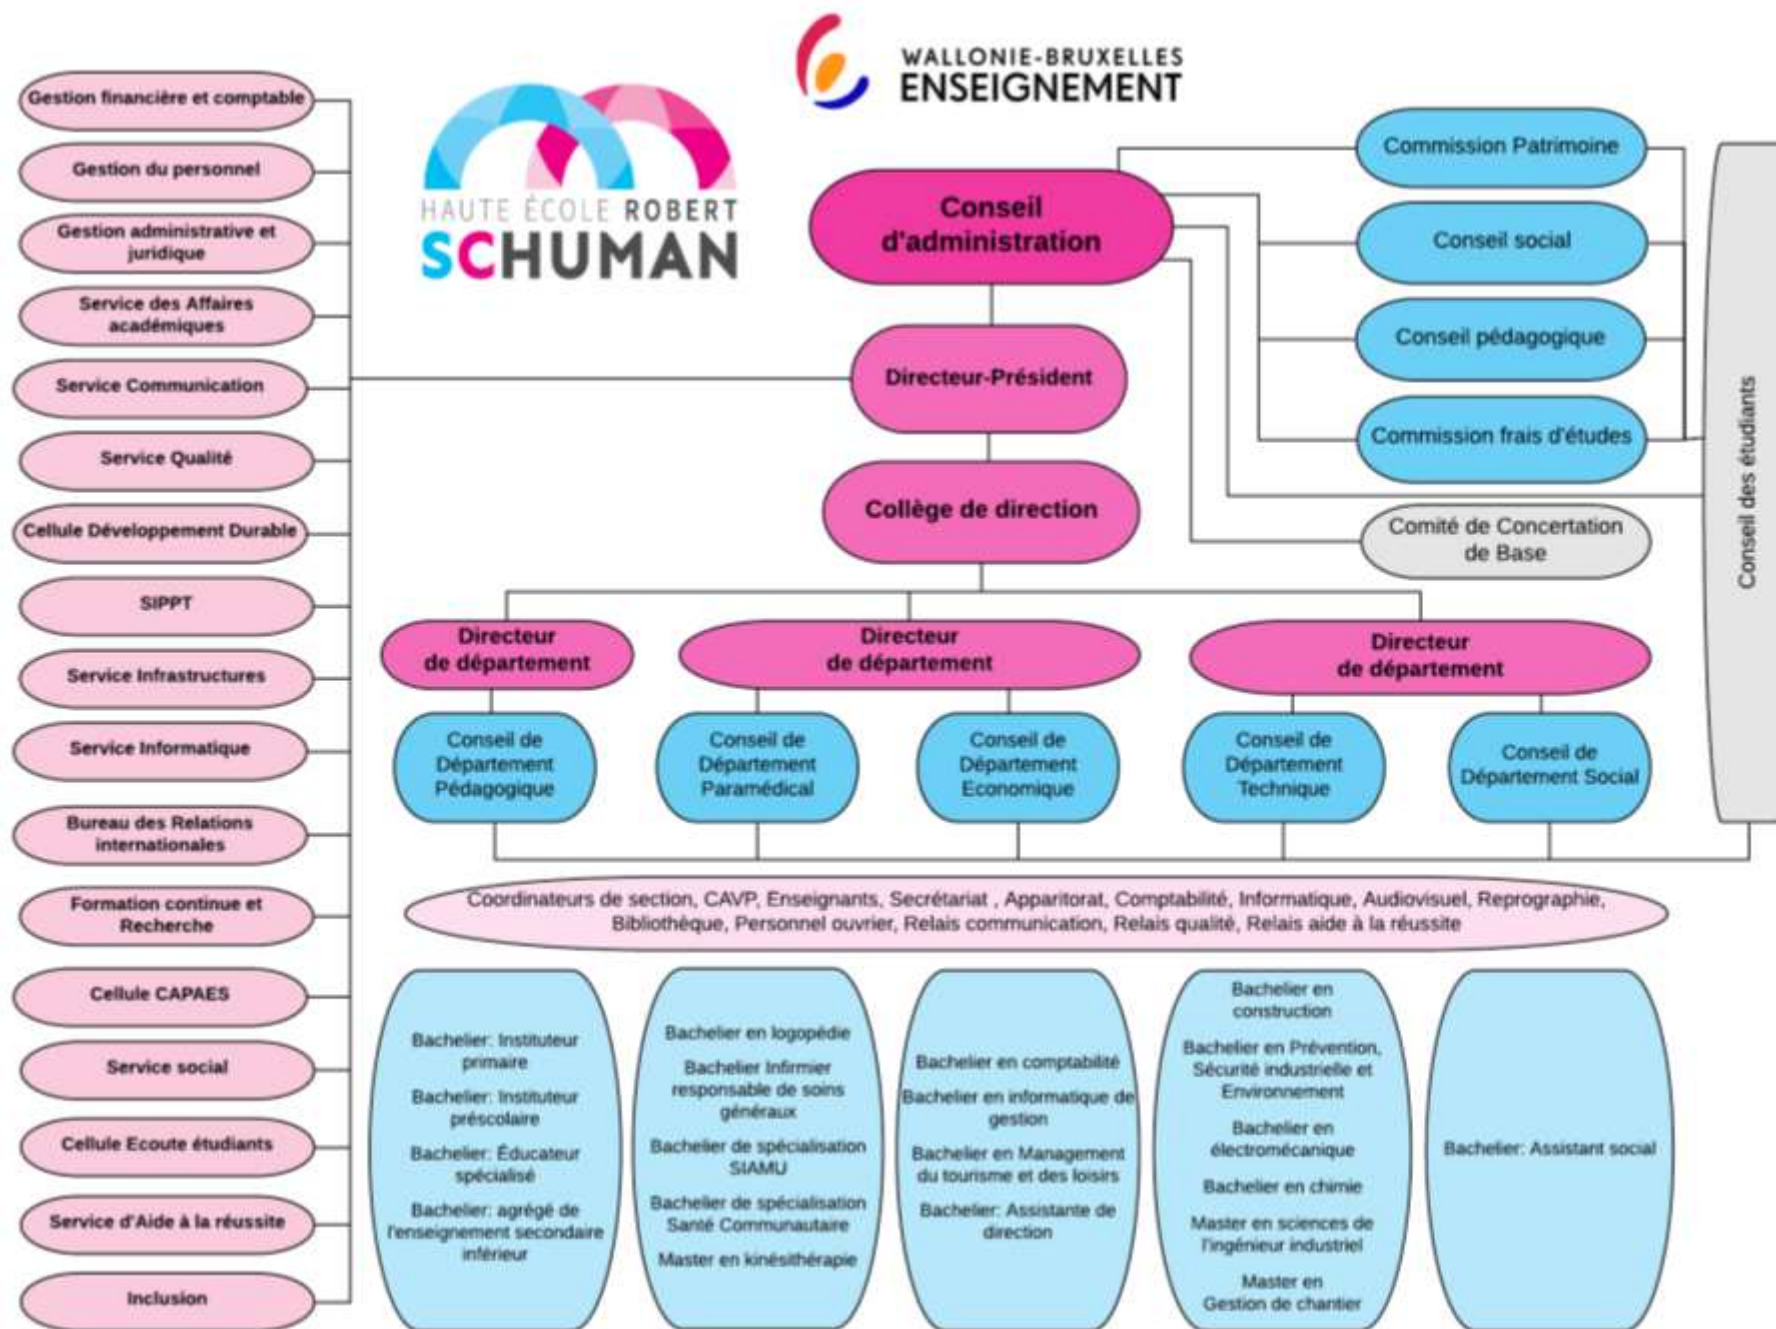 WALLONIE-BRUXELLES
ENSEIGNEMENT
HAUTE ÉCOLE ROBERT
SCHUMAN
Gestion financière et comptable
Gestion du personnel
Gestion administrative et
juridique
Service des Affaires
académiques
Service Communication
Service Qualité
Cellule Développement Durable
SIPPT
Service Infrastructures
Service Informatique
Bureau des Relations
internationales
Formation continue et
Recherche
Cellule CAPAES
Service social
Cellule Ecoute étudiants
Service d'Aide à la réussite
Inclusion
Conseil
d'administration
Directeur-Président
Collège de direction
Commission Patrimoine
Conseil social
Conseil pédagogique
Commission frais d'études
Comité de Concertation
de Base
Conseil des étudiants
Directeur
de département
Directeur
de département
Directeur
de département
Conseil de
Département
Pédagogique
Conseil de
Département
Paramédical
Conseil de
Département
Economique
Conseil de
Département
Technique
Conseil de
Département Social
Coordinateurs de section, CAVP, Enseignants, Secrétariat , Apparitorat, Comptabilité, Informatique, Audiovisuel, Reprographie,
Bibliothèque, Personnel ouvrier, Relais communication, Relais qualité, Relais aide à la réussite
Bachelier: Instituteur
primaire
Bachelier: Instituteur
préscolaire
Bachelier: Éducateur
spécialisé
Bachelier: agrégé de
l'enseignement secondaire
inférieur
Bachelier en logopédie
Bachelier Infirmier
responsable de soins
généraux
Bachelier de spécialisation
SIAMU
Bachelier de spécialisation
Santé Communautaire
Master en kinésithérapie
Bachelier en comptabilité
Bachelier en informatique de
gestion
Bachelier en Management
du tourisme et des loisirs
Bachelier: Assistante de
direction
Bachelier en
construction
Bachelier en Prévention,
Sécurité industrielle et
Environnement
Bachelier en
électromécanique
Bachelier en chimie
Master en sciences de
l'ingénieur industriel
Master en
Gestion de chantier
Bachelier: Assistant social